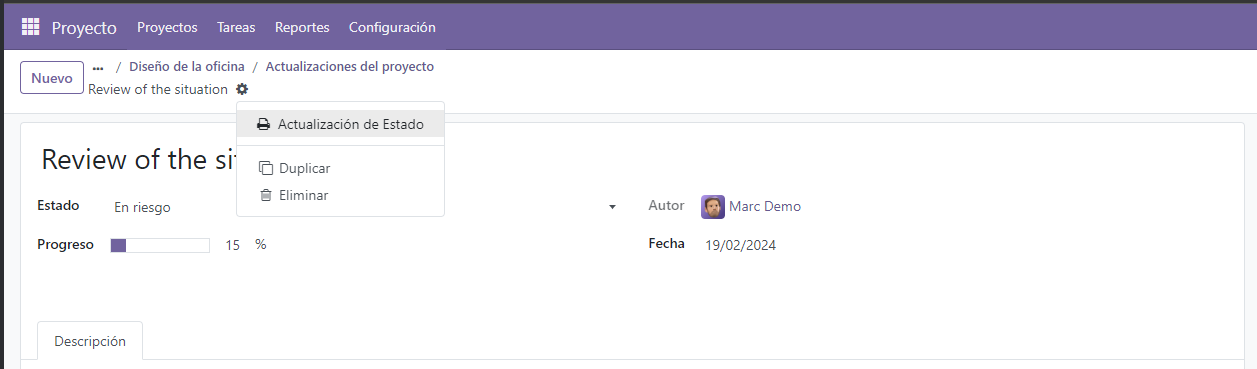 Proyecto Proyectos Tareas Reportes Configuración
Nuevo
... / Diseño de la oficina / Actualizaciones del proyecto
Review of the situation
Actualización de Estado
Duplicar
Eliminar
Review of the si
Estado En riesgo
Autor Marc Demo
Progreso 15 %
Fecha 19/02/2024
Descripción